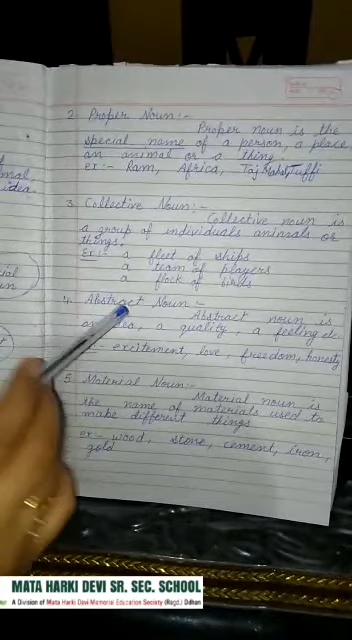 2. Proper Noun:-
Proper noun is the
special name of a person, a place,
an animal or a thing.
ex:- Ram, Africa, Taj Mahal, Tuffi
3. Collective Noun:-
Collective noun is
a group of individuals animals or
things.
Ex:- a fleet of ships
a team of players
a flock of birds
4. Abstract Noun:-
Abstract noun is
a quality, a feeling etc.
excitement, love, freedom, honesty
5. Material Noun:-
Material noun is
the name of materials used to
make different things
ex:- wood, stone, cement, iron,
gold
MATA HARKI DEVI SR. SEC. SCHOOL
A Division of Mata Harki Devi Memorial Education Society (Regd.) Odhan